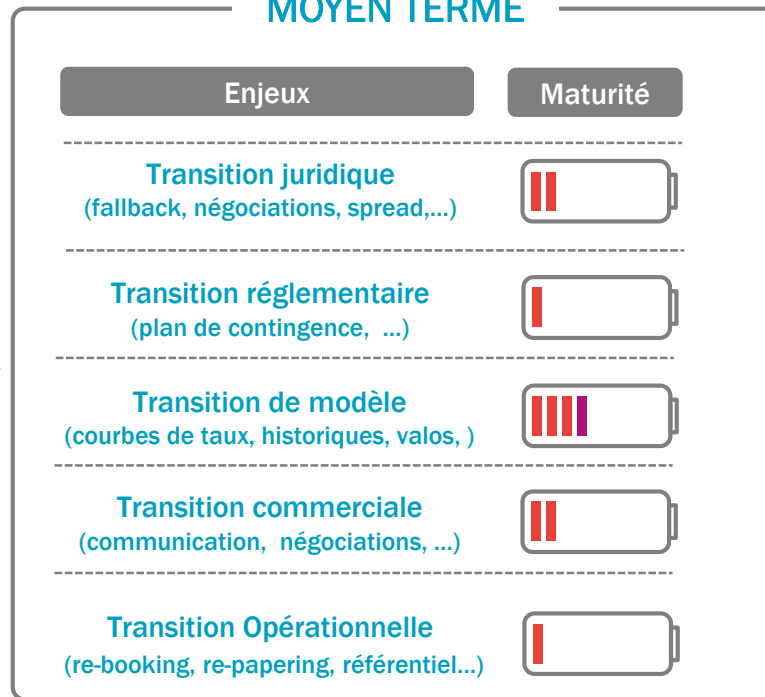 MOYEN TERME
Enjeux
Maturité
Transition juridique
(fallback, négociations, spread,...)
Transition réglementaire
(plan de contingence, ...)
Transition de modèle
(courbes de taux, historiques, valos, )
Transition commerciale
(communication, négociations, ...)
Transition Opérationnelle
(re-booking, re-papering, référentiel...)